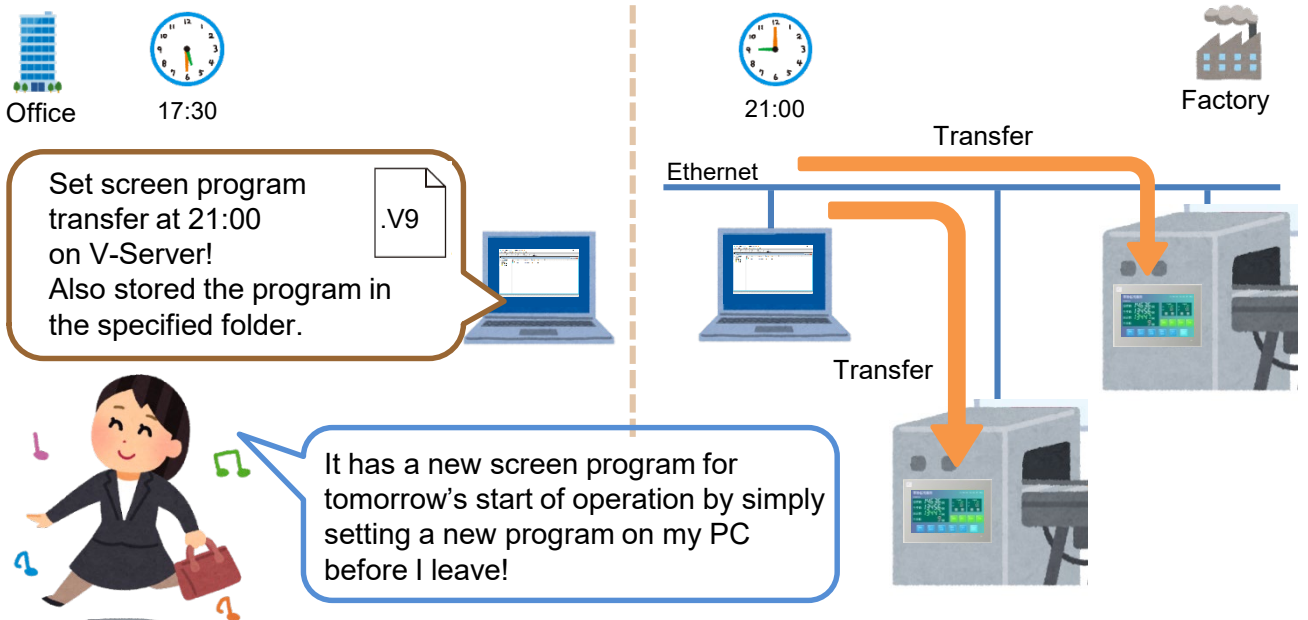 Office
17:30
Set screen program
transfer at 21:00
on V-Server!
Also stored the program in
the specified folder.
.V9
It has a new screen program for
tomorrow's start of operation by simply
setting a new program on my PC
before I leave!
21:00
Factory
Transfer
Ethernet
Transfer